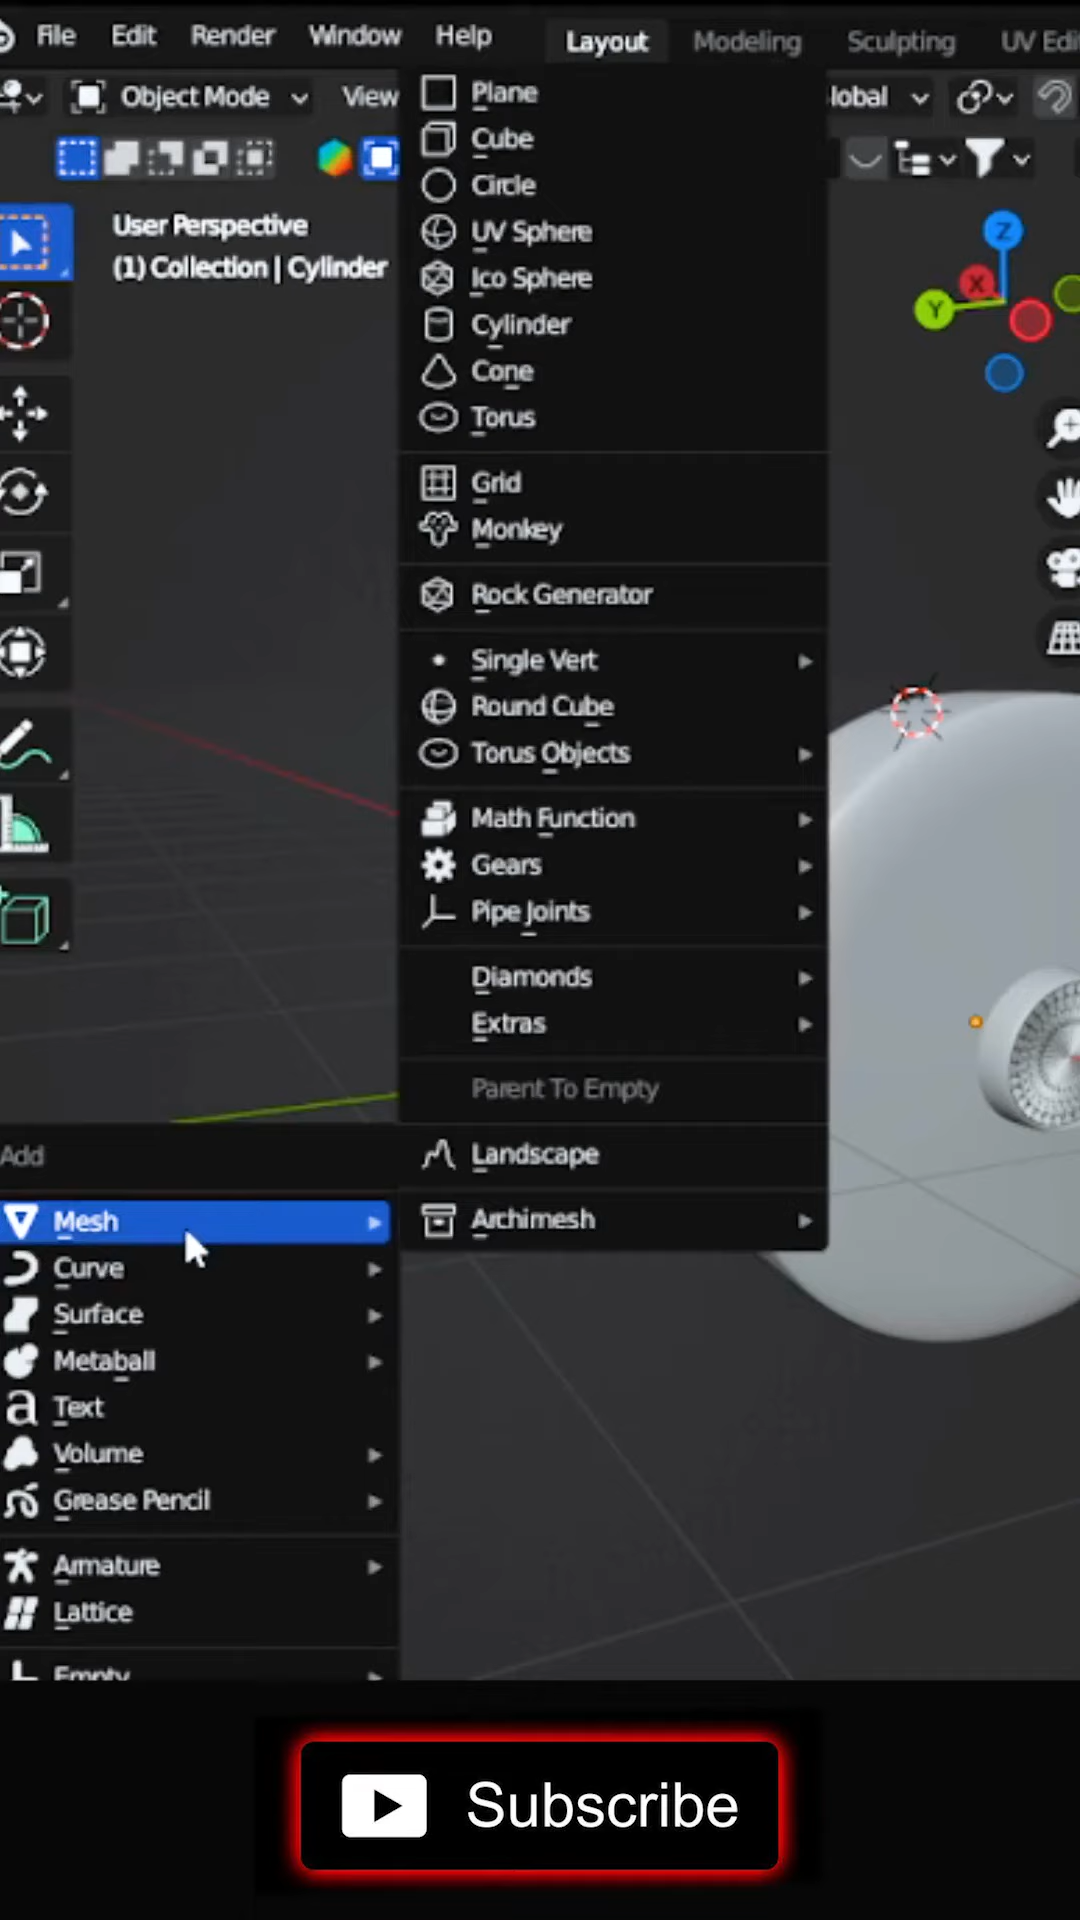 File Edit Render Window Help Layout Modeling Sculpting
Object Mode View
User Perspective
(1) Collection | Cylinder
Plane
Cube
Circle
UV Sphere
Ico Sphere
Cylinder
Cone
Torus
Grid
Monkey
Rock Generator
Single Vert
Round Cube
Torus Objects
Math Function
Gears
Pipe Joints
Diamonds
Extras
Parent To Empty
Landscape
Archimesh
Z
X
Y
Add
Mesh
Curve
Surface
Metaball
Text
Volume
Grease Pencil
Armature
Lattice
Empty
Subscribe